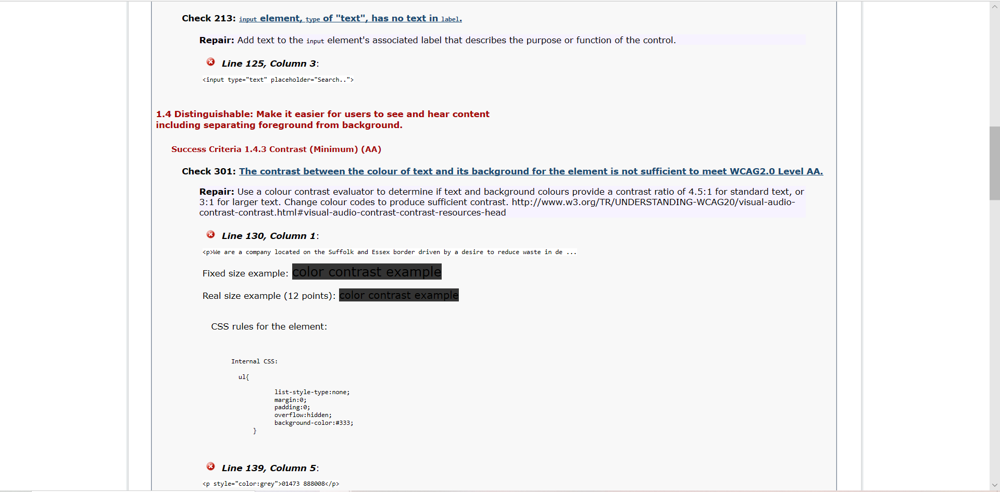 Check 213: input element, type of "text", has no text in label.
Repair: Add text to the input element's associated label that describes the purpose or function of the control.
Line 125, Column 3:
<input type="text" placeholder="Search..">
1.4 Distinguishable: Make it easier for users to see and hear content
including separating foreground from background.
Success Criteria 1.4.3 Contrast (Minimum) (AA)
Check 301: The contrast between the colour of text and its background for the element is not sufficient to meet WCAG2.0 Level AA.
Repair: Use a colour contrast evaluator to determine if text and background colours provide a contrast ratio of 4.5:1 for standard text, or
3:1 for larger text. Change colour codes to produce sufficient contrast. http://www.w3.org/TR/UNDERSTANDING-WCAG20/visual-audio-
contrast-contrast.html#visual-audio-contrast-contrast-resources-head
Line 130, Column 1:
<p>We are a company located on the Suffolk and Essex border driven by a desire to reduce waste in de ...
Fixed size example: color contrast example
Real size example (12 points): color contrast example
CSS rules for the element:
Internal CSS:
ul{
list-style-type:none;
margin:0;
padding:0;
overflow:hidden;
background-color:#333;
}
Line 139, Column 5:
<p style="color:grey">01473 888008</p>